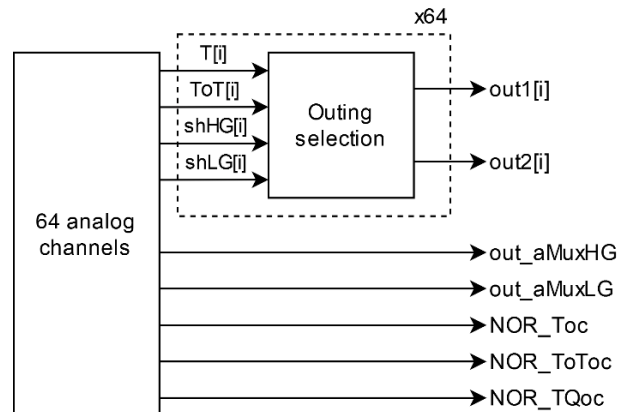 x64
T[i]
ToT[i]
shHG[i]
shLG[i]
Outing
selection
out1[i]
out2[i]
64 analog
channels
out_aMuxHG
out_aMuxLG
NOR_Toc
NOR_ToToc
NOR_TQoc